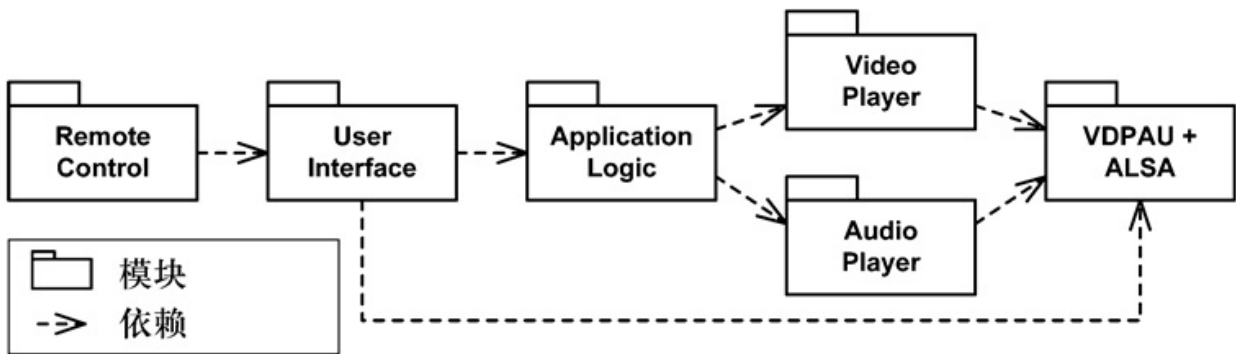 Remote
Control
User
Interface
Application
Logic
Video
Player
Audio
Player
VDPAU +
ALSA
模块
依赖